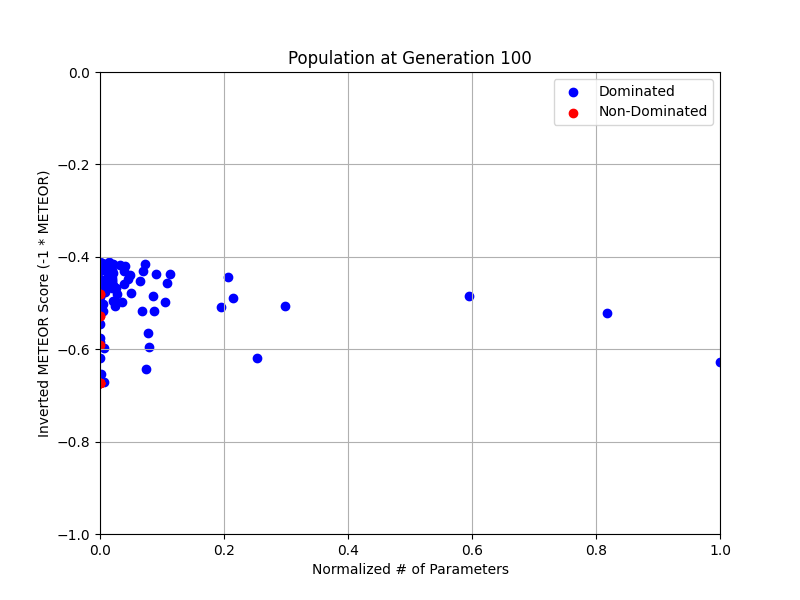 Population at Generation 100
Dominated
Non-Dominated
0.0
−0.2
−0.4
−0.6
−0.8
−1.0
Inverted METEOR Score (-1 * METEOR)
0.0 0.2 0.4 0.6 0.8 1.0
Normalized # of Parameters